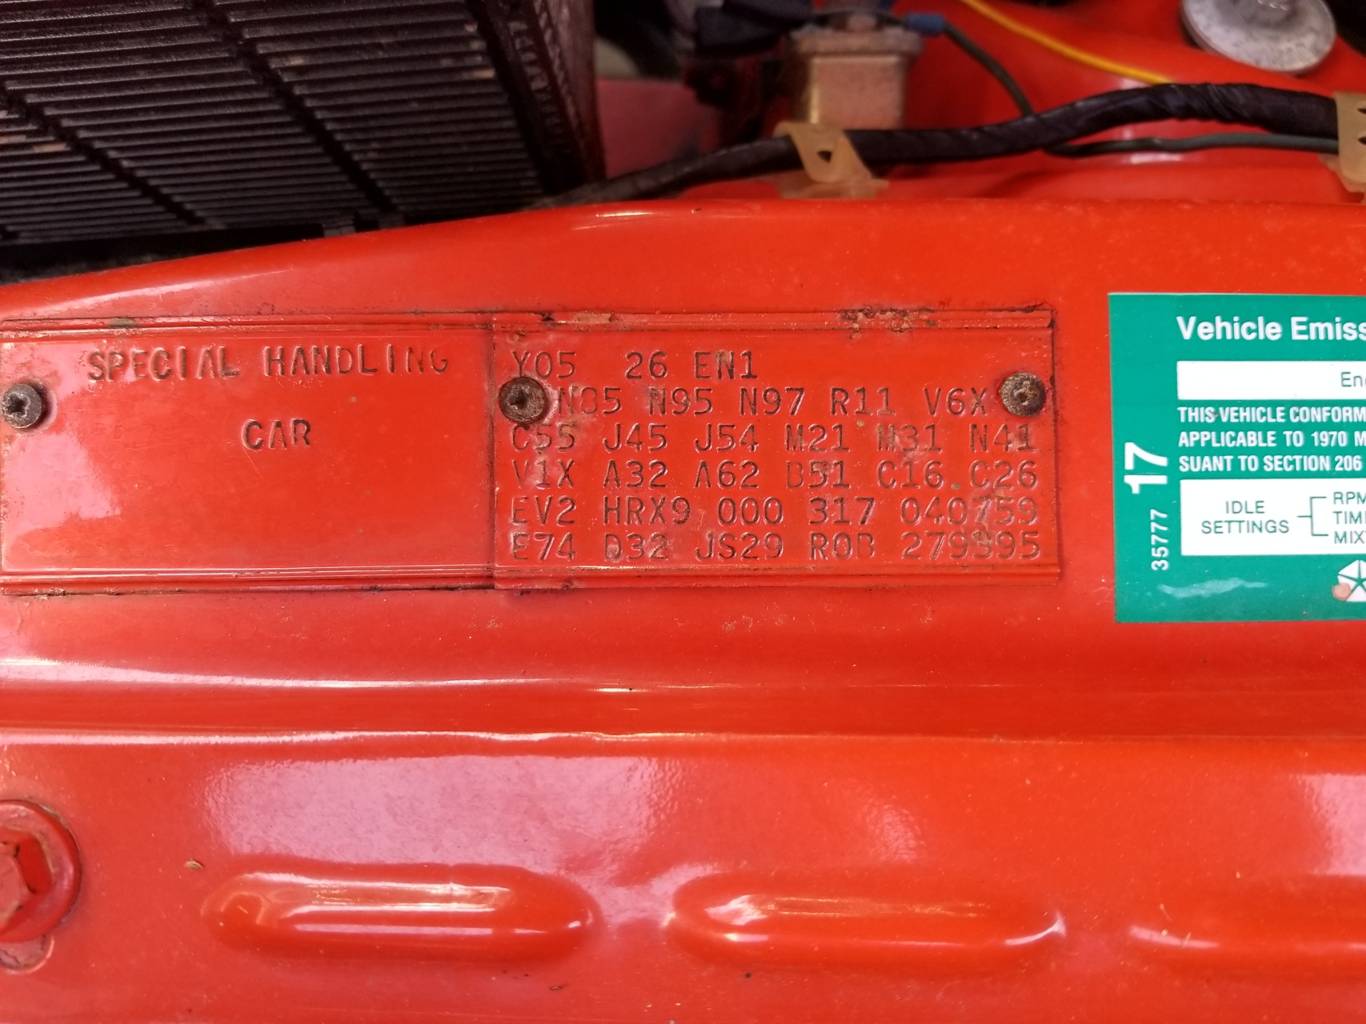 SPECIAL HANDLING
CAR
Y05 26 EN1
N85 N95 N97 R11 V6X
C55 J45 J54 M21 M31 N41
V1X A32 A62 B51 C16 C26
EV2 HRX9 000 317 040759
E74 D32 JS29 R0B
Vehicle Emiss
En
THIS VEHICLE CONFORM
APPLICABLE TO 1970 M
SUANT TO SECTION 206
IDLE
SETTINGS
RPM
TIMI
MIX
17
35777